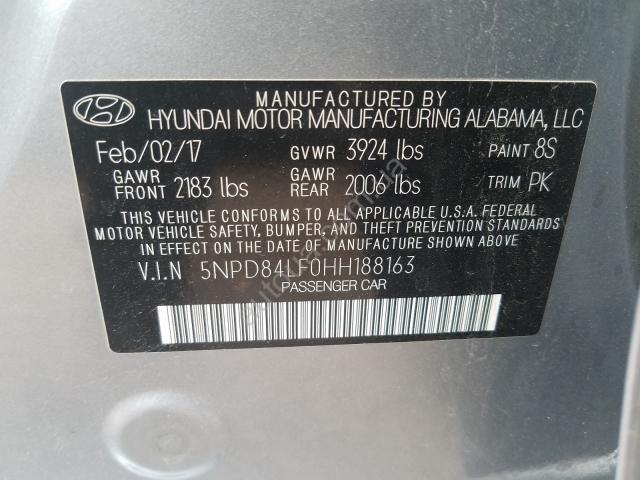 MANUFACTURED BY
HYUNDAI MOTOR MANUFACTURING ALABAMA, LLC
Feb/02/17 GVWR 3924 lbs PAINT 8S
GAWR FRONT 2183 lbs GAWR REAR 2006 lbs TRIM PK
THIS VEHICLE CONFORMS TO ALL APPLICABLE U.S.A. FEDERAL
MOTOR VEHICLE SAFETY, BUMPER, AND THEFT PREVENTION STANDARDS
IN EFFECT ON THE DATE OF MANUFACTURE SHOWN ABOVE.
V.I.N 5NPD84LF0HH188163
PASSENGER CAR